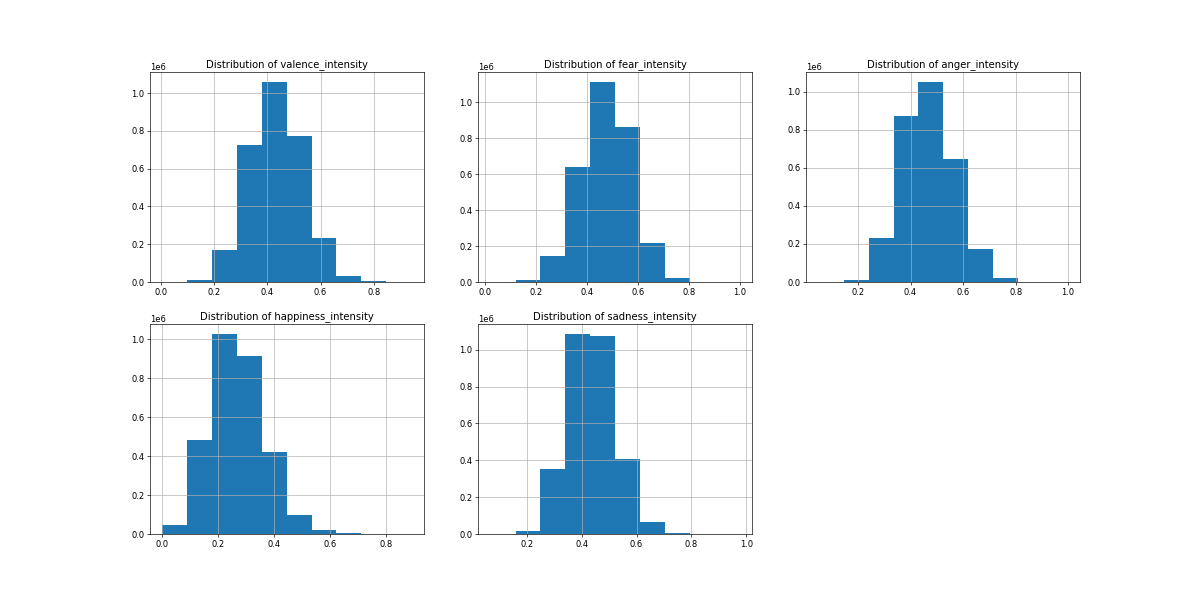 Distribution of valence_intensity
1e6
1.0
0.8
0.6
0.4
0.2
0.0
0.0 0.2 0.4 0.6 0.8
Distribution of fear_intensity
1e6
1.0
0.8
0.6
0.4
0.2
0.0
0.0 0.2 0.4 0.6 0.8 1.0
Distribution of anger_intensity
1e6
1.0
0.8
0.6
0.4
0.2
0.0
0.0 0.2 0.4 0.6 0.8 1.0
Distribution of happiness_intensity
1e6
1.0
0.8
0.6
0.4
0.2
0.0
0.0 0.2 0.4 0.6 0.8
Distribution of sadness_intensity
1e6
1.0
0.8
0.6
0.4
0.2
0.0
0.2 0.4 0.6 0.8 1.0